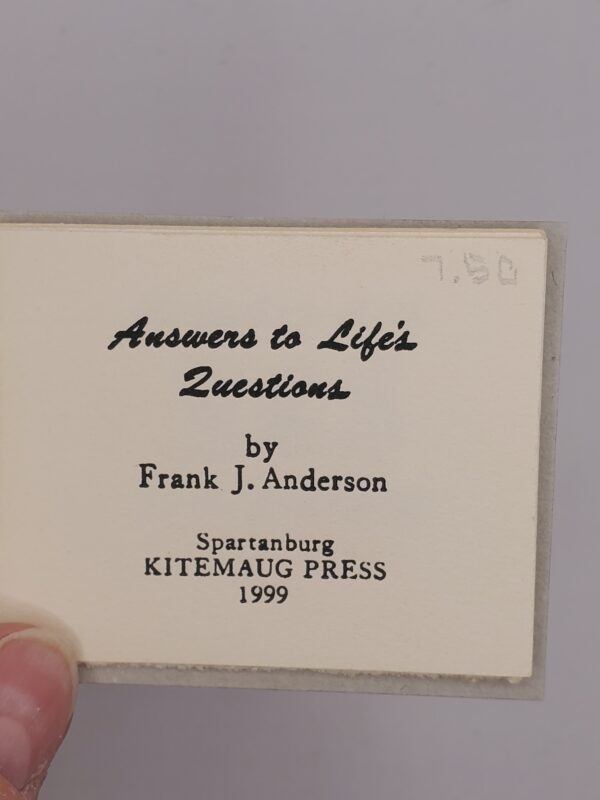 7.50
Answers to Life's
Questions
by
Frank J. Anderson
Spartanburg
KITEMAUG PRESS
1999